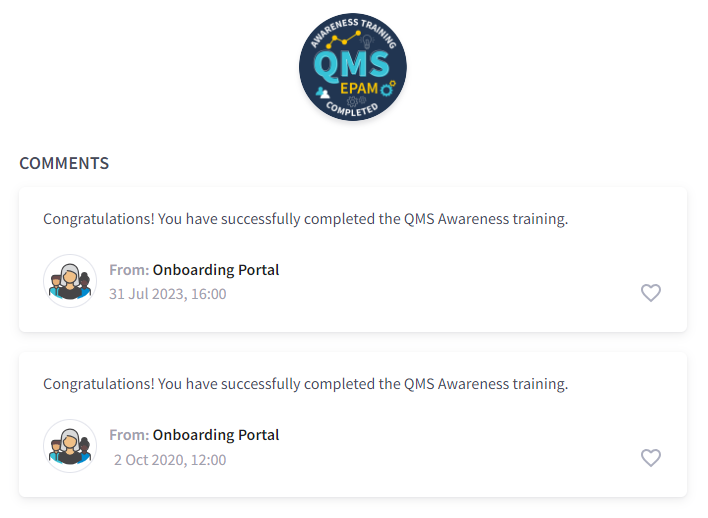 AWARENESS TRAINING
QMS
EPAM
COMPLETED
COMMENTS
Congratulations! You have successfully completed the QMS Awareness training.
From: Onboarding Portal
31 Jul 2023, 16:00
Congratulations! You have successfully completed the QMS Awareness training.
From: Onboarding Portal
2 Oct 2020, 12:00